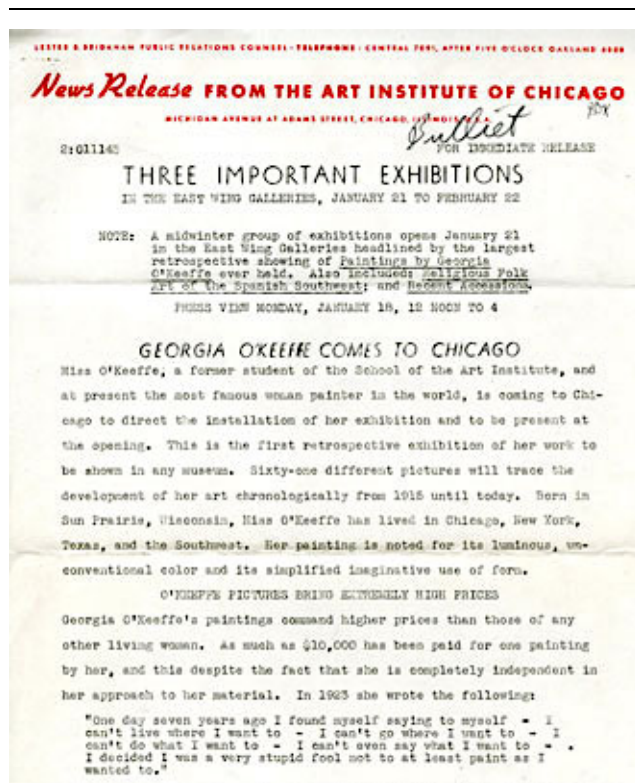 LESTER B BRIDAHAM PUBLIC RELATIONS COUNSEL - TELEPHONE - CENTRAL 7080, AFTER FIVE O'CLOCK OAKLAND
News Release FROM THE ART INSTITUTE OF CHICAGO
MICHIGAN AVENUE AT ADAMS STREET, CHICAGO, ILLINOIS, U.S.A.
Bulliet
2:011143 FOR IMMEDIATE RELEASE
THREE IMPORTANT EXHIBITIONS
IN THE EAST WING GALLERIES, JANUARY 21 TO FEBRUARY 22
NOTE: A midwinter group of exhibitions opens January 21
in the East Wing Galleries headlined by the largest
retrospective showing of Paintings by Georgia
O'Keeffe ever held. Also included: Religious Folk
Art of the Spanish Southwest; and Recent Accessions.
PRESS VIEW MONDAY, JANUARY 18, 12 NOON TO 4
GEORGIA O'KEEFFE COMES TO CHICAGO
Miss O'Keeffe, a former student of the School of the Art Institute, and
at present the most famous woman painter in the world, is coming to Chi-
cago to direct the installation of her exhibition and to be present at
the opening. This is the first retrospective exhibition of her work to
be shown in any museum. Sixty-one different pictures will trace the
development of her art chronologically from 1915 until today. Born in
Sun Prairie, Wisconsin, Miss O'Keeffe has lived in Chicago, New York,
Texas, and the Southwest. Her painting is noted for its luminous, un-
conventional color and its simplified imaginative use of form.
O'KEEFFE PICTURES BRING EXTREMELY HIGH PRICES
Georgia O'Keeffe's paintings command higher prices than those of any
other living woman. As much as $10,000 has been paid for one painting
by her, and this despite the fact that she is completely independent in
her approach to her material. In 1923 she wrote the following:
"One day seven years ago I found myself saying to myself - I
can't live where I want to - I can't go where I want to - I
can't do what I want to - I can't even say what I want to - .
I decided I was a very stupid fool not to at least paint as I
wanted to."